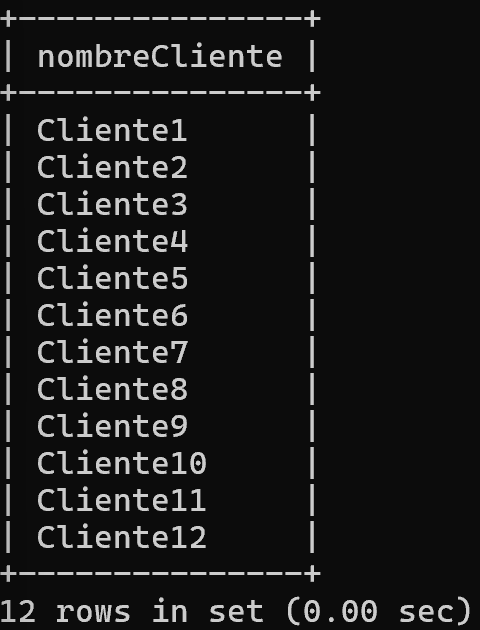 +---------------+
| nombreCliente |
+---------------+
| Cliente1      |
| Cliente2      |
| Cliente3      |
| Cliente4      |
| Cliente5      |
| Cliente6      |
| Cliente7      |
| Cliente8      |
| Cliente9      |
| Cliente10     |
| Cliente11     |
| Cliente12     |
+---------------+
12 rows in set (0.00 sec)